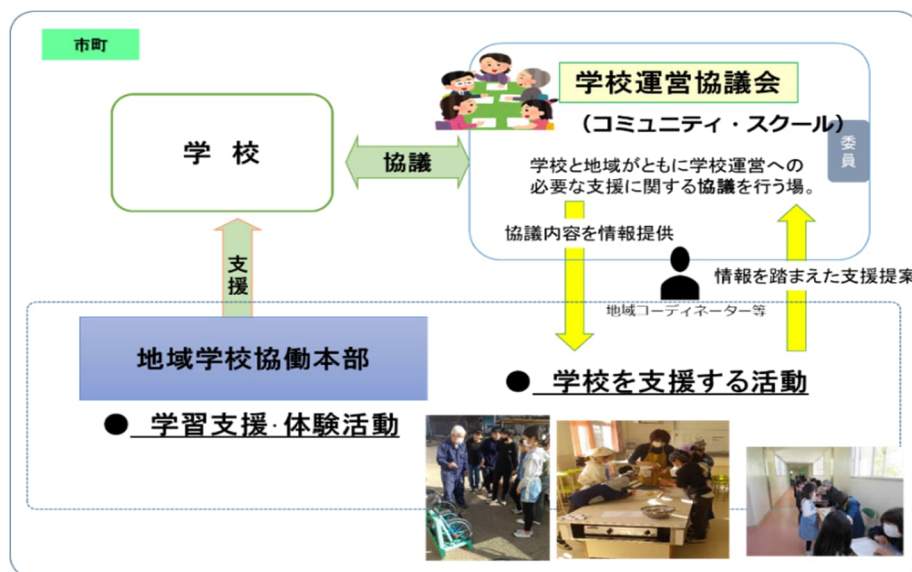 市町
学校運営協議会
（コミュニティ・スクール）
委員
学 校
協議
学校と地域がともに学校運営への
必要な支援に関する協議を行う場。
協議内容を情報提供
支援
情報を踏まえた支援提案
地域コーディネーター等
地域学校協働本部
● 学校を支援する活動
● 学習支援・体験活動